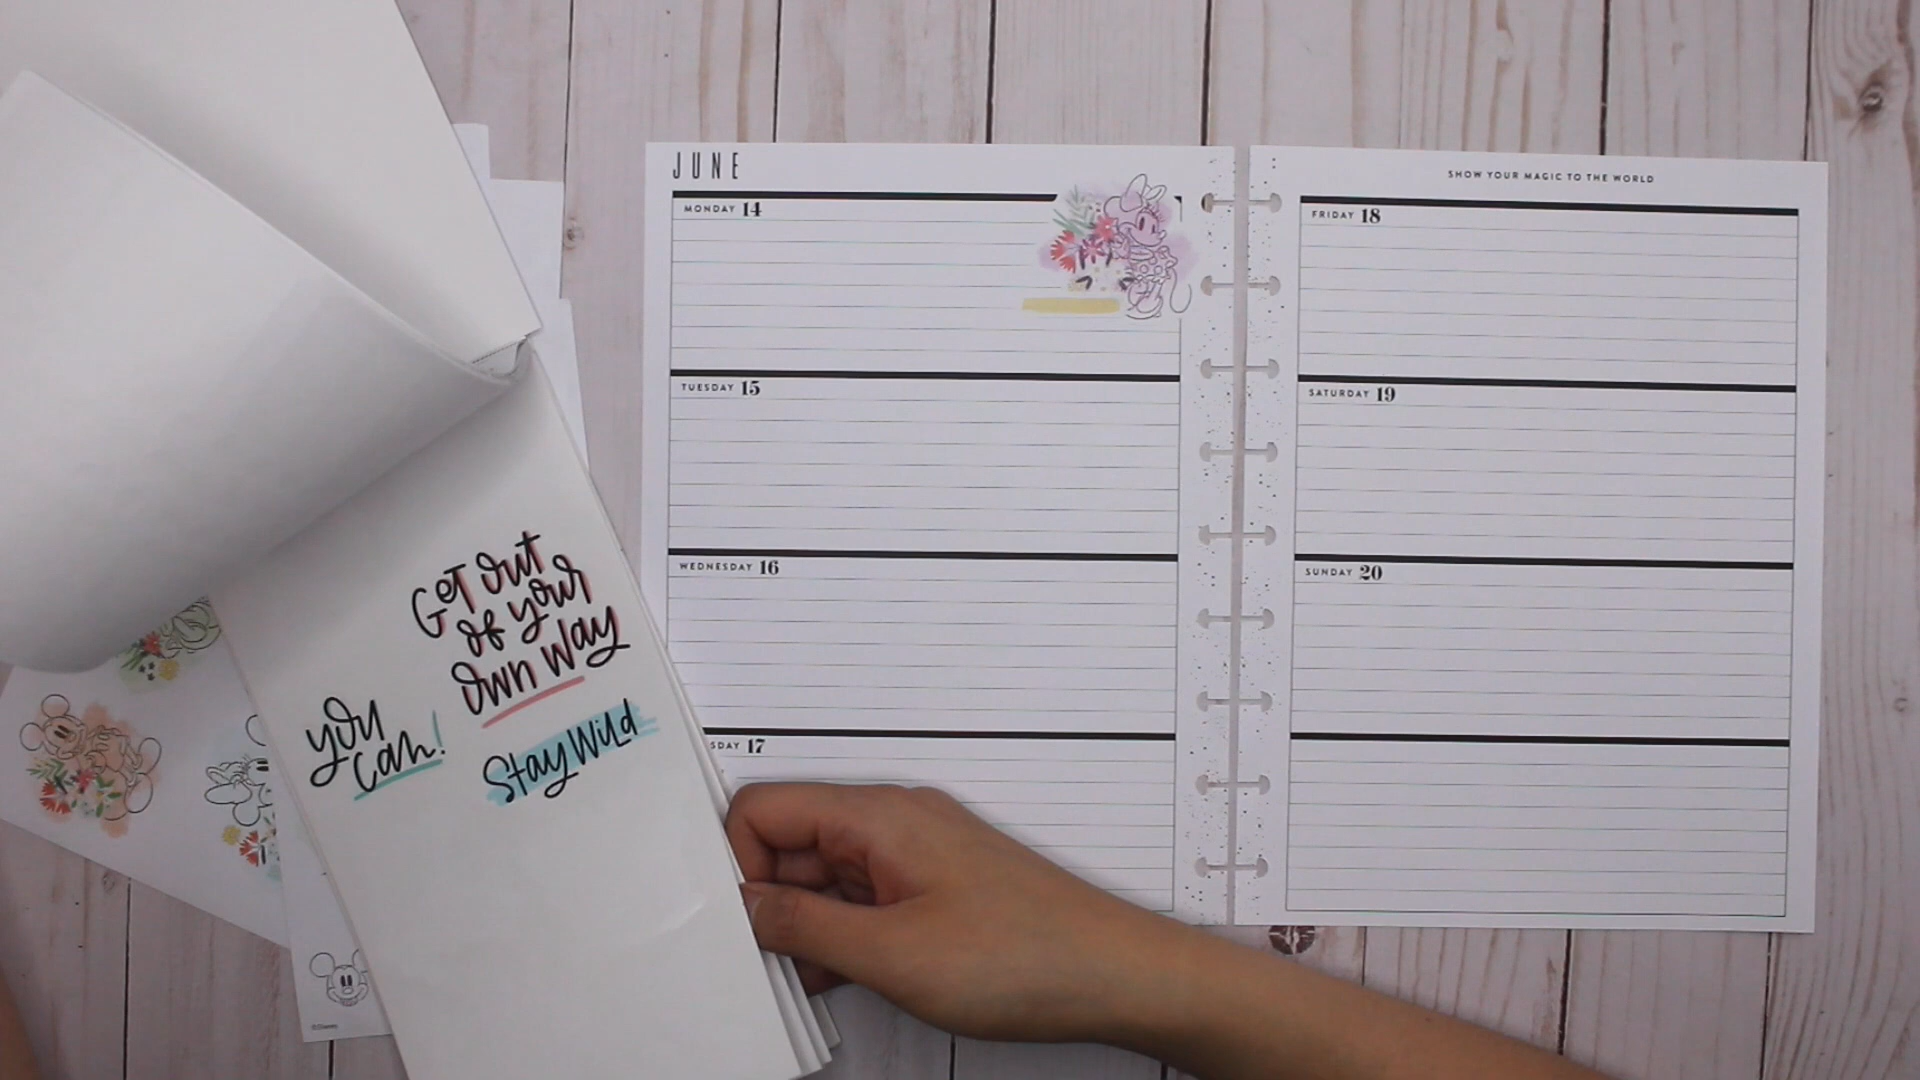 JUNE
MONDAY 14
TUESDAY 15
WEDNESDAY 16
SDAY 17
SHOW YOUR MAGIC TO THE WORLD
FRIDAY 18
SATURDAY 19
SUNDAY 20
Get out
of your
own way
you
can!
Stay Wild
©Disney